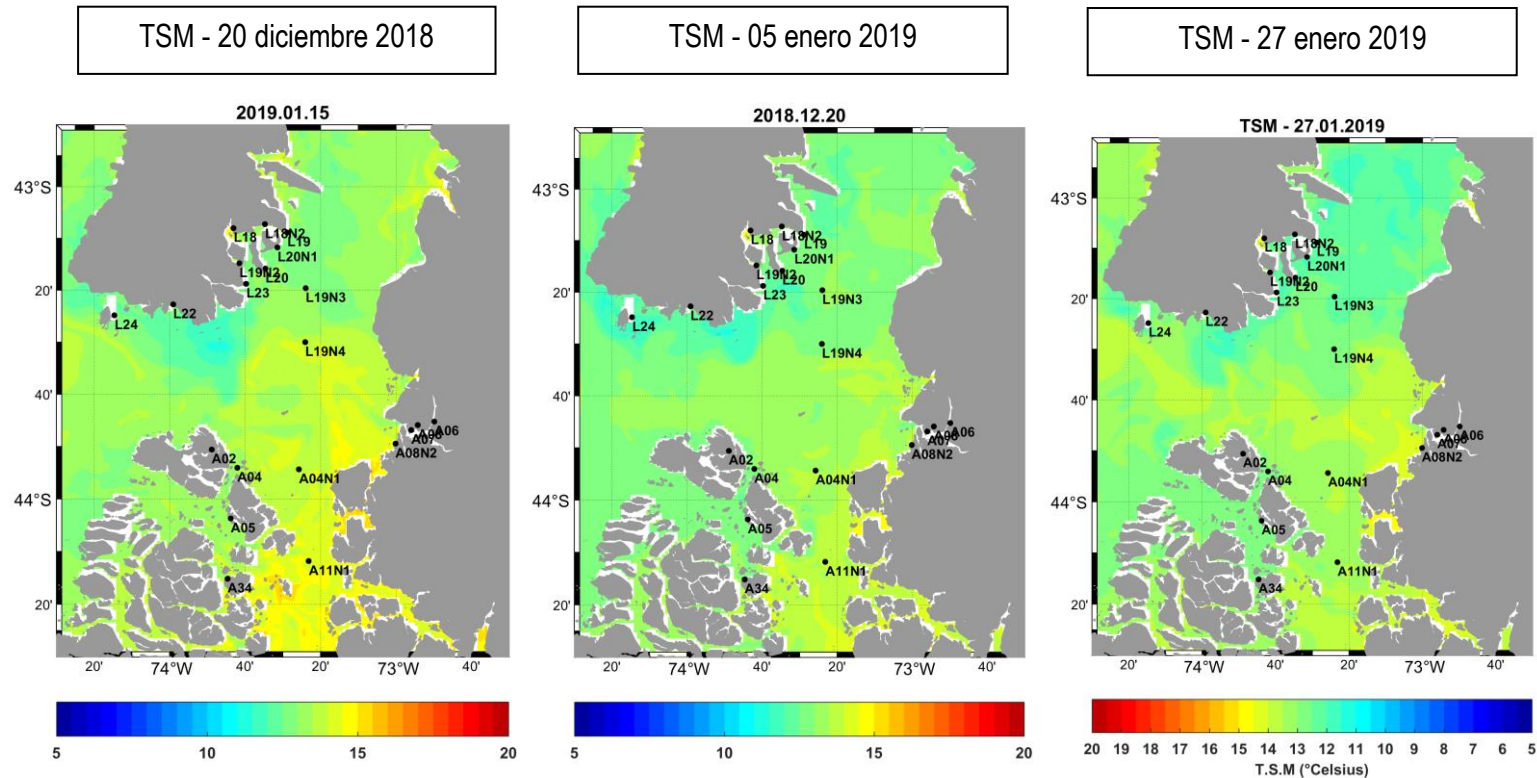 TSM - 20 diciembre 2018
TSM - 05 enero 2019
TSM - 27 enero 2019
2019.01.15
43°S
20'
40'
44°S
20'
20'
74°W
40'
20'
73°W
40'
L18
L18N2
L19
L20N1
L19N2
L20
L23
L19N3
L22
L24
L19N4
A06
A07
A08N2
A02
A04
A04N1
A05
A11N1
A34
5
10
15
20
2018.12.20
43°S
20'
40'
44°S
20'
20'
74°W
40'
20'
73°W
40'
L18
L18N2
L19
L20N1
L19N2
L20
L23
L19N3
L22
L24
L19N4
A06
A07
A08N2
A02
A04
A04N1
A05
A11N1
A34
5
10
15
20
TSM - 27.01.2019
43°S
20'
40'
44°S
20'
20'
74°W
40'
20'
73°W
40'
L18
L18N2
L19
L20N1
L19N2
L20
L23
L19N3
L22
L24
L19N4
A06
A07
A08N2
A02
A04
A04N1
A05
A11N1
A34
20 19 18 17 16 15 14 13 12 11 10 9 8 7 6 5
T.S.M (°Celsius)